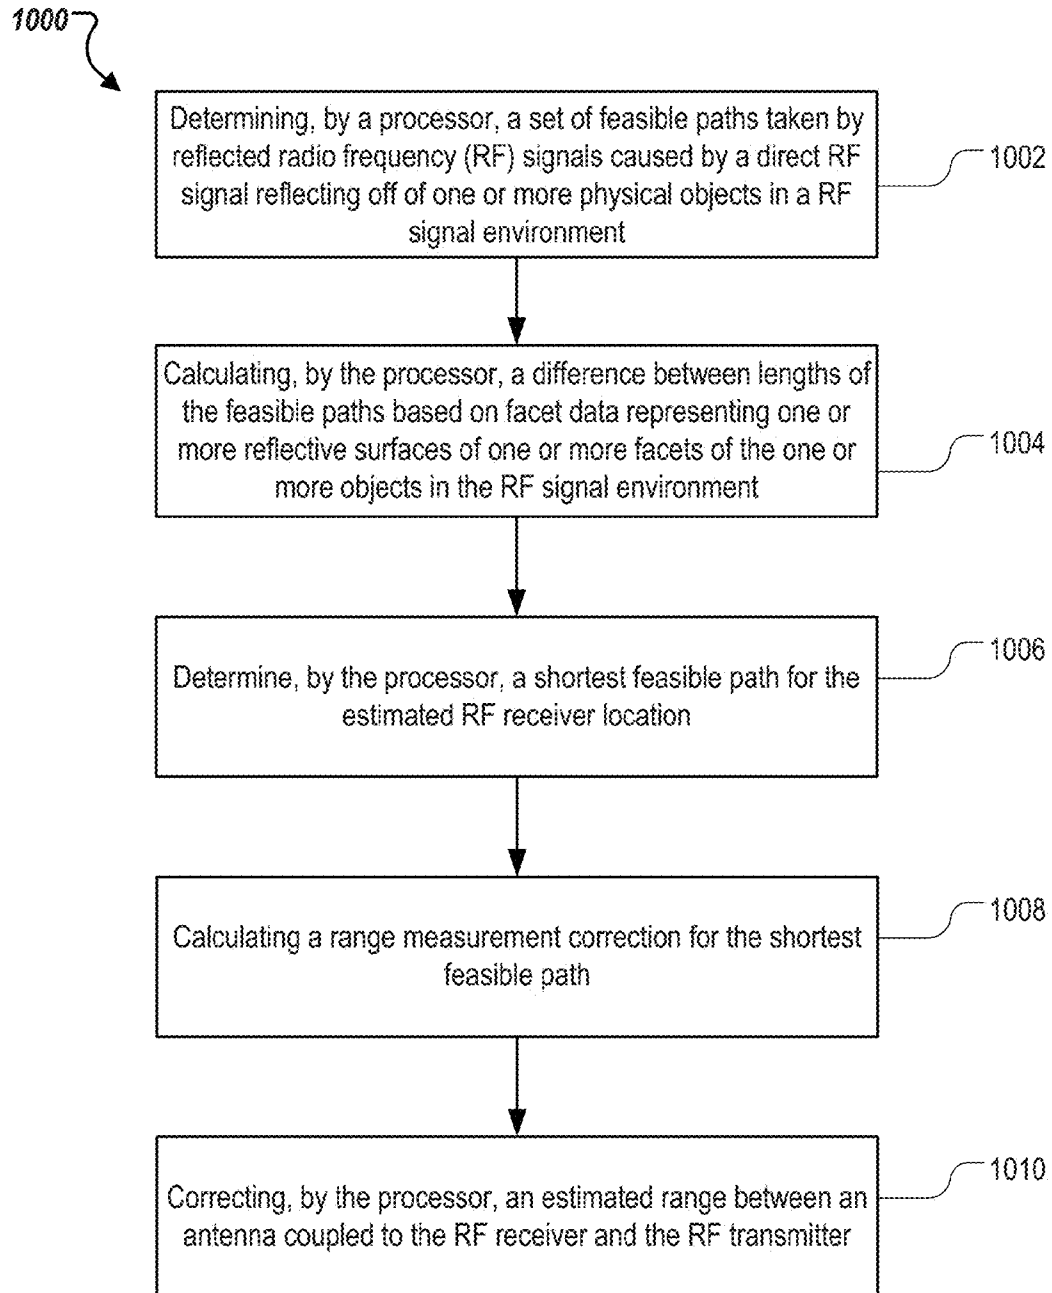 1000
Determining, by a processor, a set of feasible paths taken by
reflected radio frequency (RF) signals caused by a direct RF
signal reflecting off of one or more physical objects in a RF
signal environment
1002
Calculating, by the processor, a difference between lengths of
the feasible paths based on facet data representing one or
more reflective surfaces of one or more facets of the one or
more objects in the RF signal environment
1004
Determine, by the processor, a shortest feasible path for the
estimated RF receiver location
1006
Calculating a range measurement correction for the shortest
feasible path
1008
Correcting, by the processor, an estimated range between an
antenna coupled to the RF receiver and the RF transmitter
1010